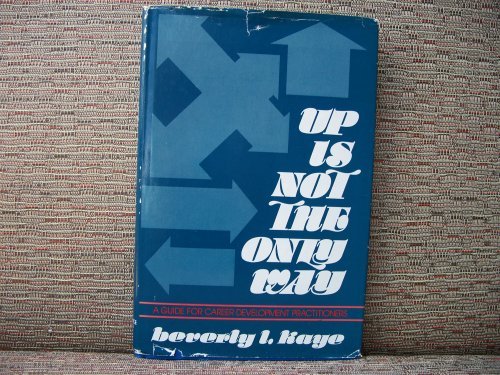 UP
IS
NOT
THE
ONLY
WAY
A GUIDE FOR CAREER DEVELOPMENT PRACTITIONERS
beverly l. kaye